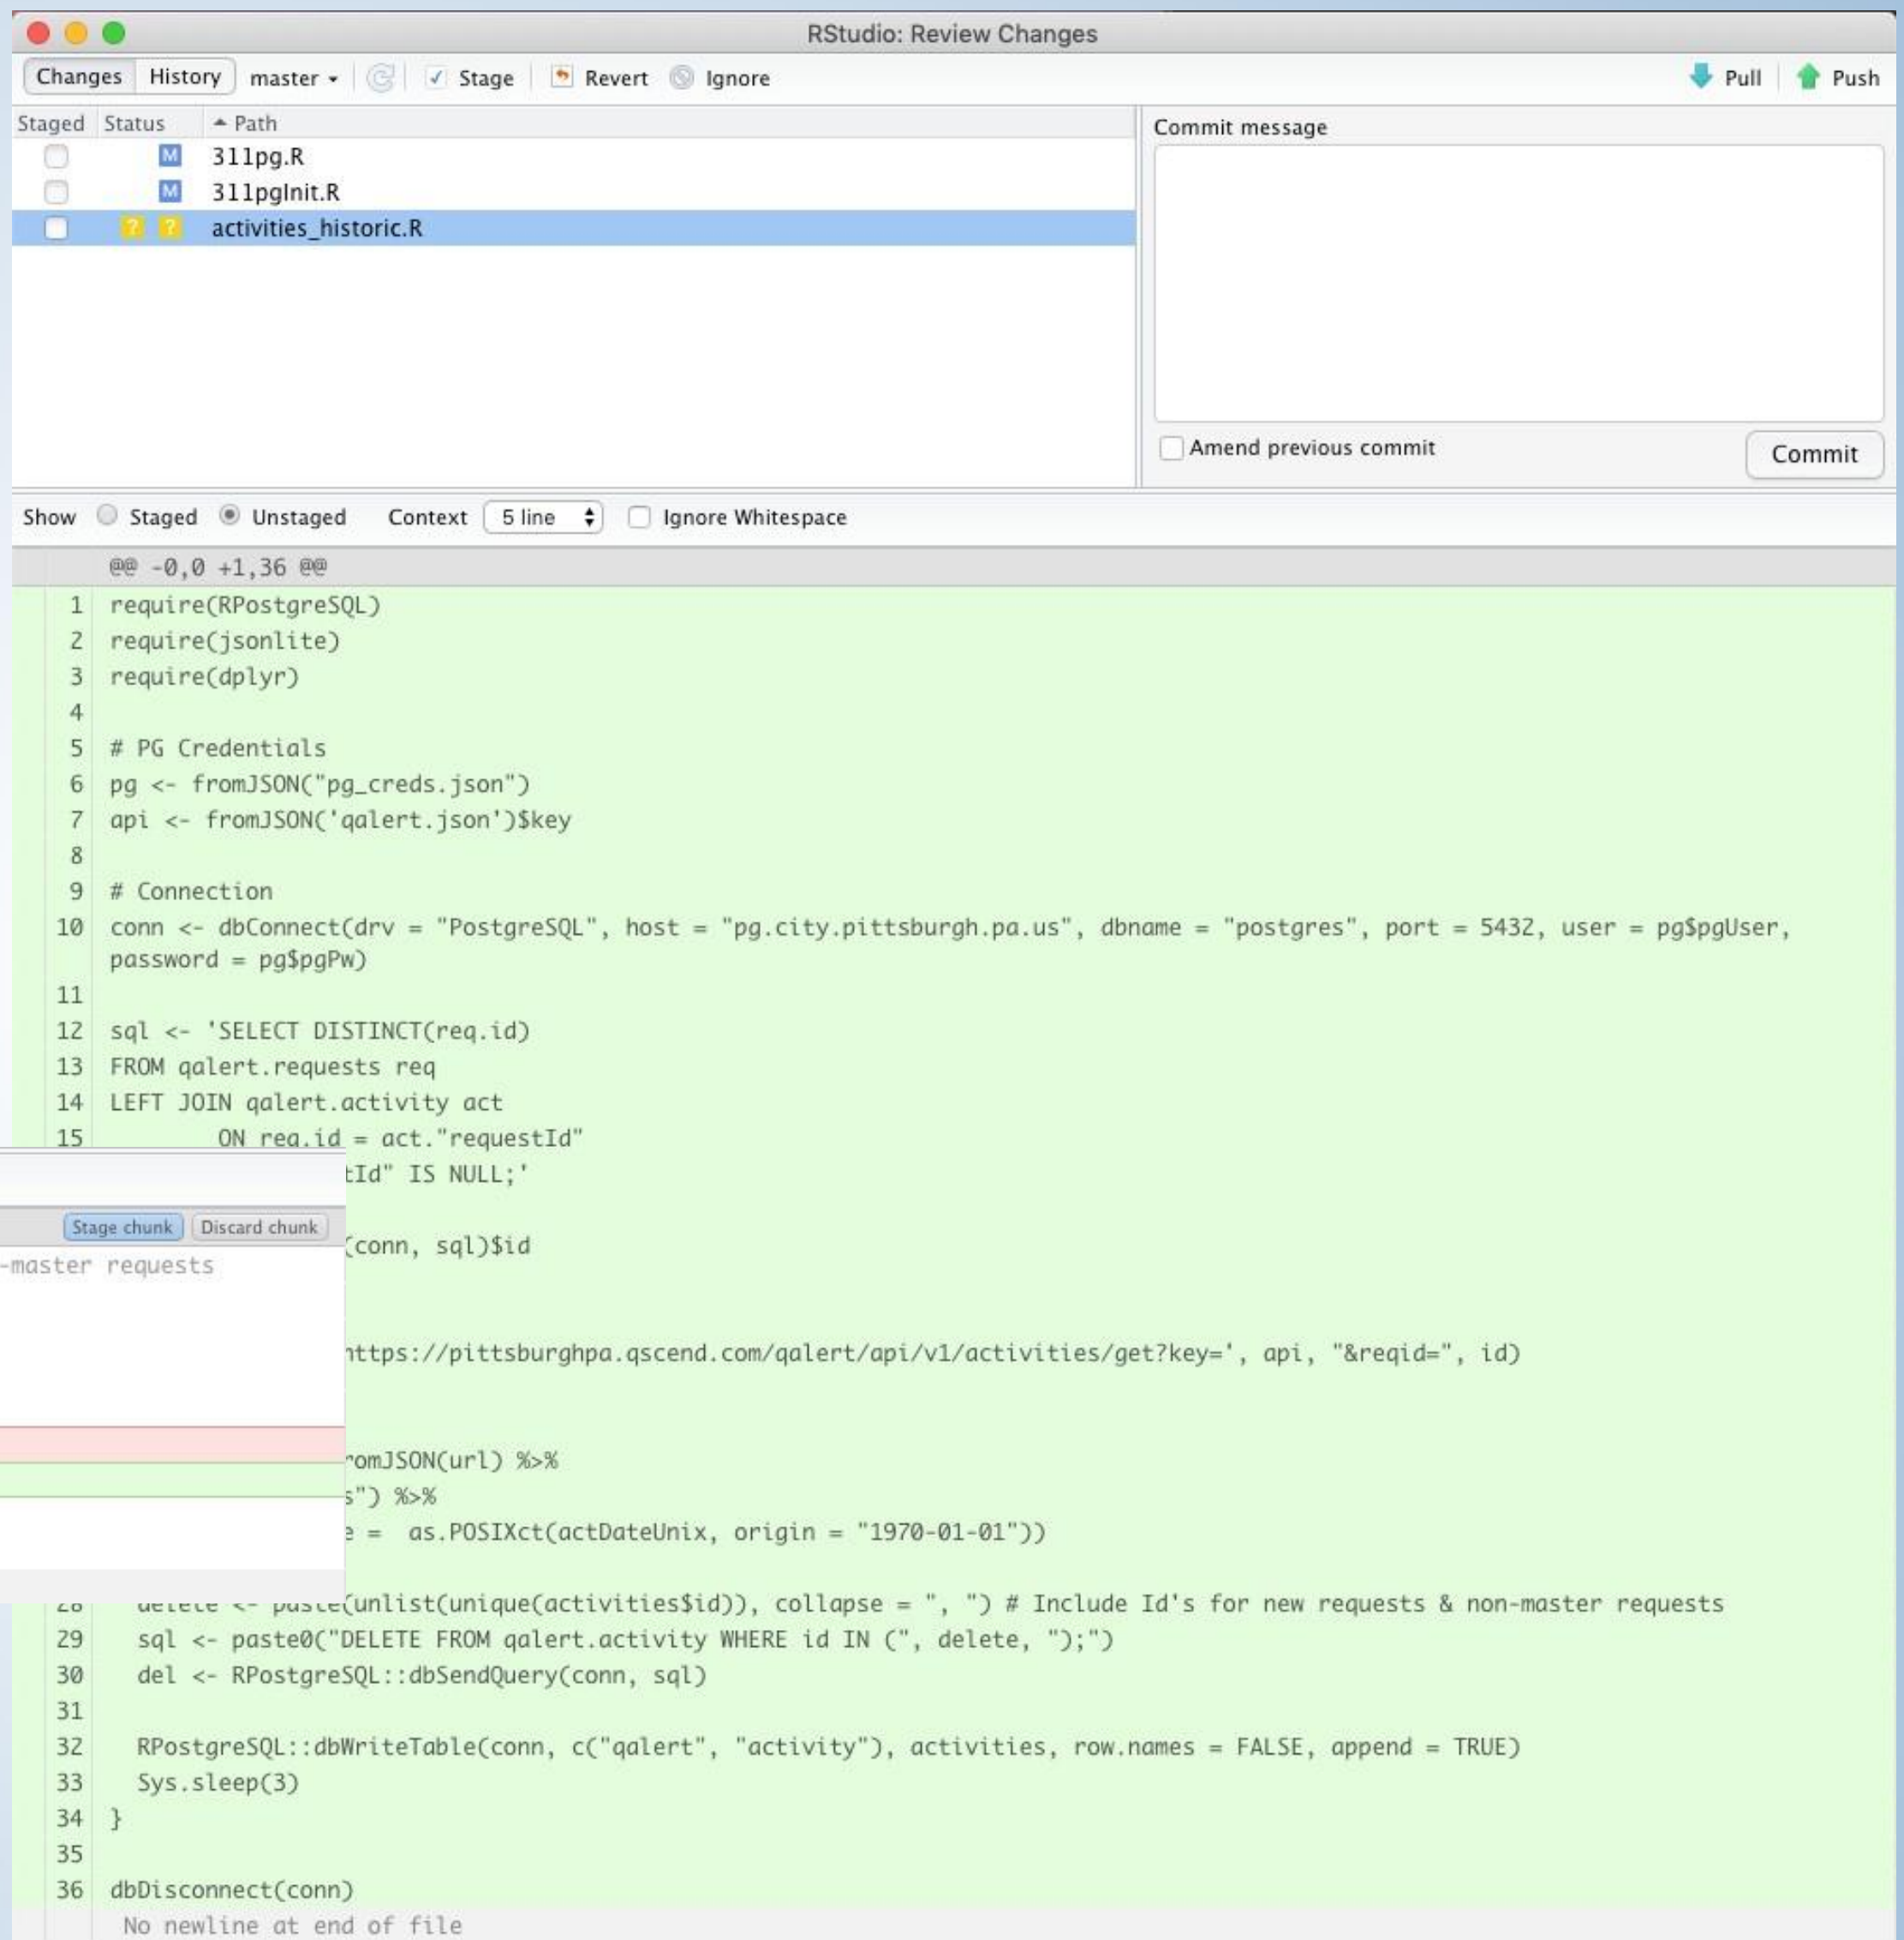 RStudio: Review Changes
Changes History master Stage Revert Ignore Pull Push
Staged Status Path
Commit message
M 311pg.R
M 311pgInit.R
? ? activities_historic.R
Amend previous commit
Commit
Show Staged Unstaged Context 5 line Ignore Whitespace
@@ -0,0 +1,36 @@
1 require(RPostgreSQL)
2 require(jsonlite)
3 require(dplyr)
4
5 # PG Credentials
6 pg <- fromJSON("pg_creds.json")
7 api <- fromJSON('qalert.json')$key
8
9 # Connection
10 conn <- dbConnect(drv = "PostgreSQL", host = "pg.city.pittsburgh.pa.us", dbname = "postgres", port = 5432, user = pg$pgUser,
password = pg$pgPw)
11
12 sql <- 'SELECT DISTINCT(req.id)
13 FROM qalert.requests req
14 LEFT JOIN qalert.activity act
15 ON req.id = act."requestId"
tId" IS NULL;'
Stage chunk Discard chunk
(conn, sql)$id
-master requests
https://pittsburghpa.qscend.com/qalert/api/v1/activities/get?key=', api, "&reqid=", id)
romJSON(url) %>%
s") %>%
e = as.POSIXct(actDateUnix, origin = "1970-01-01"))
28 delete <- paste(unlist(unique(activities$id)), collapse = ", ") # Include Id's for new requests & non-master requests
29 sql <- paste0("DELETE FROM qalert.activity WHERE id IN (", delete, ");")
30 del <- RPostgreSQL::dbSendQuery(conn, sql)
31
32 RPostgreSQL::dbWriteTable(conn, c("qalert", "activity"), activities, row.names = FALSE, append = TRUE)
33 Sys.sleep(3)
34 }
35
36 dbDisconnect(conn)
No newline at end of file